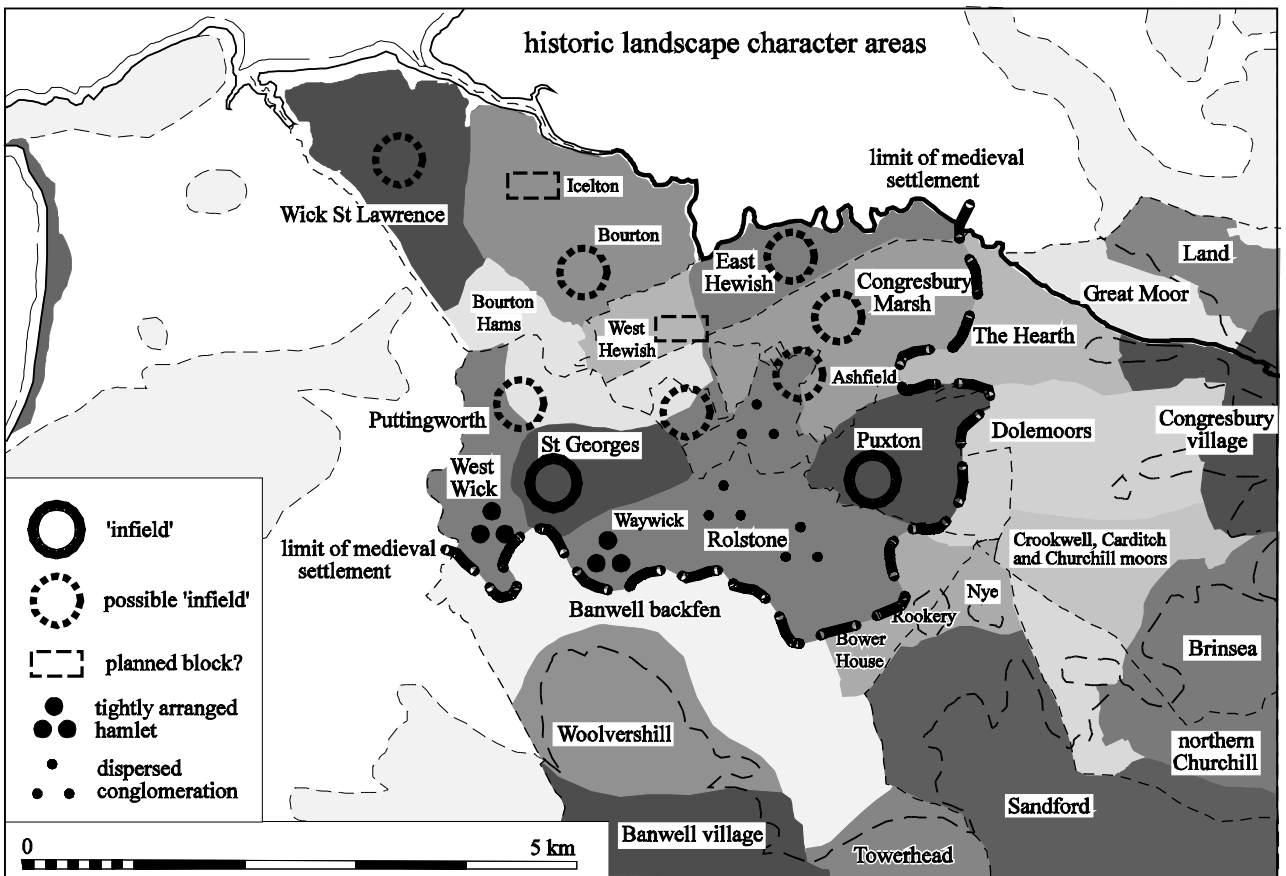 historic landscape character areas
limit of medieval
settlement
Icelton
Wick St Lawrence
Bourton
Land
East
Hewish
Congresbury
Marsh
Great Moor
Bourton
Hams
West
Hewish
The Hearth
Ashfield
Puttingworth
Congresbury
village
St Georges
Puxton
Dolemoors
West
Wick
Waywick
Rolstone
limit of medieval
settlement
Crookwell, Carditch
and Churchill moors
Banwell backfen
Nye
Rookery
Bower
House
Brinsea
Woolvershill
northern
Churchill
Sandford
Banwell village
Towerhead
'infield'
possible 'infield'
planned block?
tightly arranged
hamlet
dispersed
conglomeration
0 5 km